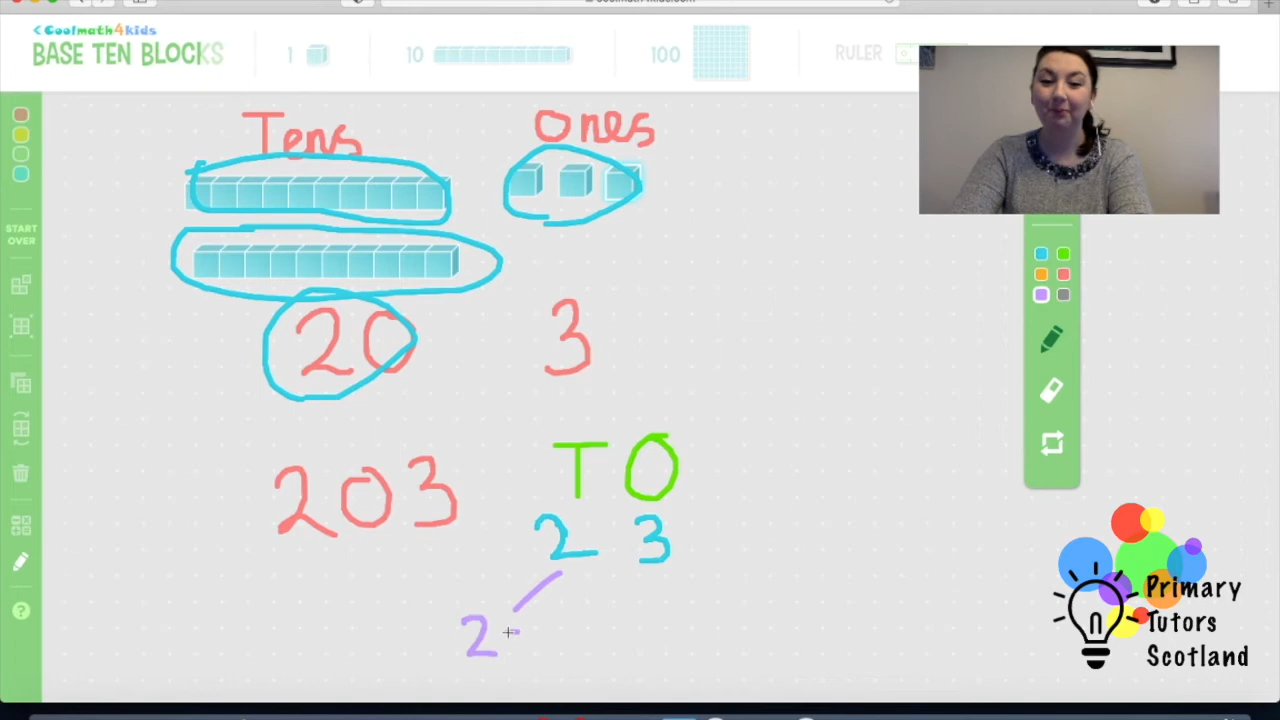 Coolmath4kids
BASE TEN BLOCKS
1
10
100
RULER
Tens Ones
START
OVER
20 3
203
T O
2 3
2
?
Primary
Tutors
Scotland